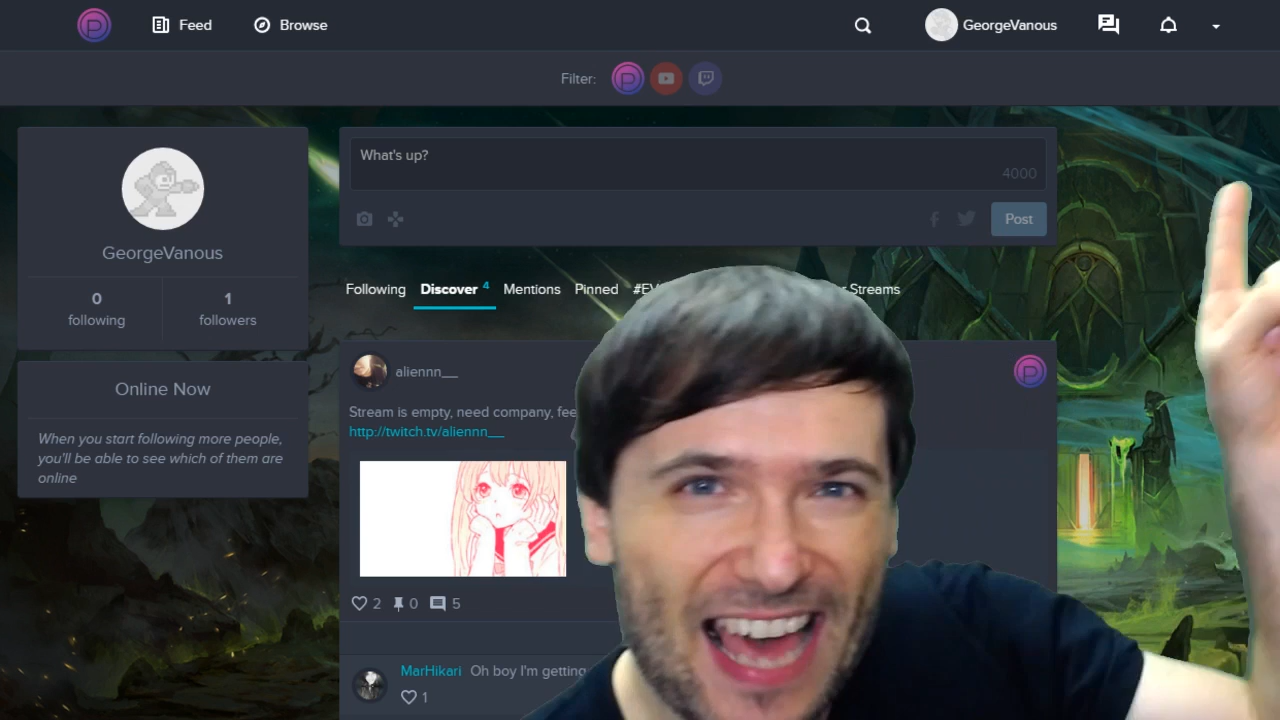 Feed
Browse
GeorgeVanous
Filter:
What's up?
4000
Post
GeorgeVanous
0
following
1
followers
Following
Discover 4
Mentions
Pinned
Streams
Online Now
When you start following more people,
you'll be able to see which of them are
online
aliennn__
Stream is empty, need company,
http://twitch.tv/aliennn__
2
0
5
MarHikari Oh boy I'm getting
1